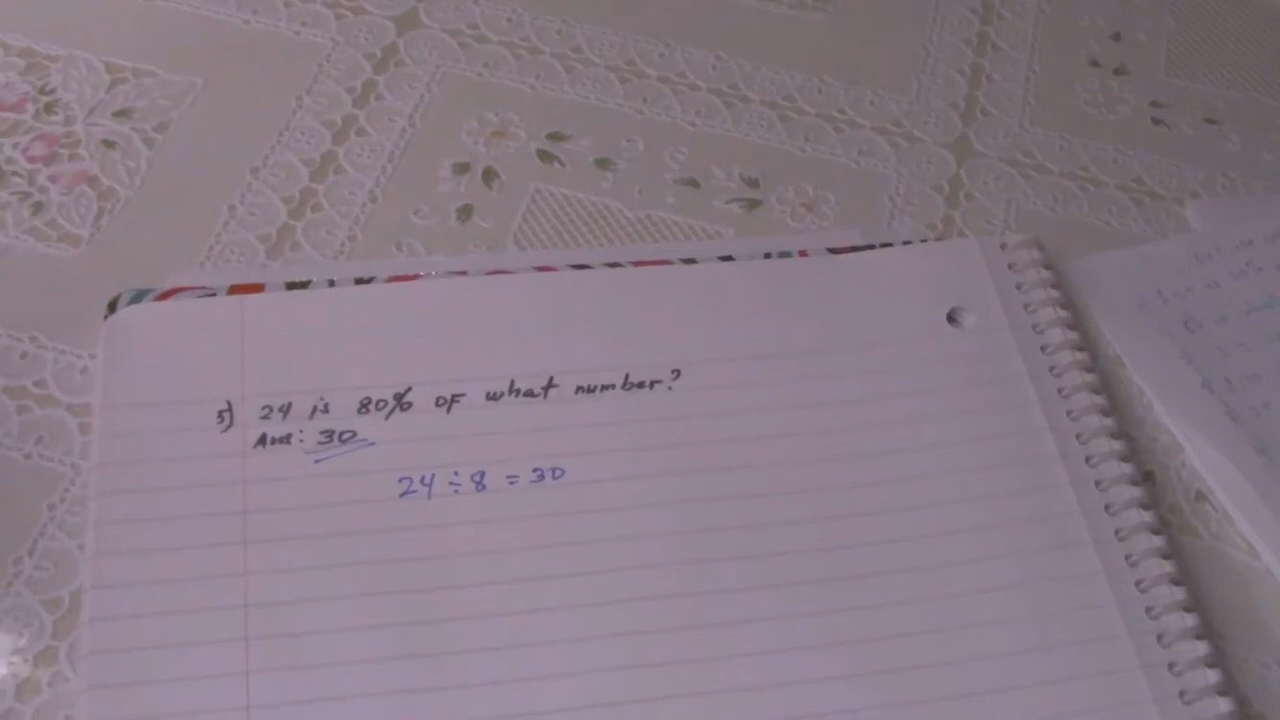 5) 24 is 80% OF what number?
Ans: 30
24 ÷ 8 = 30